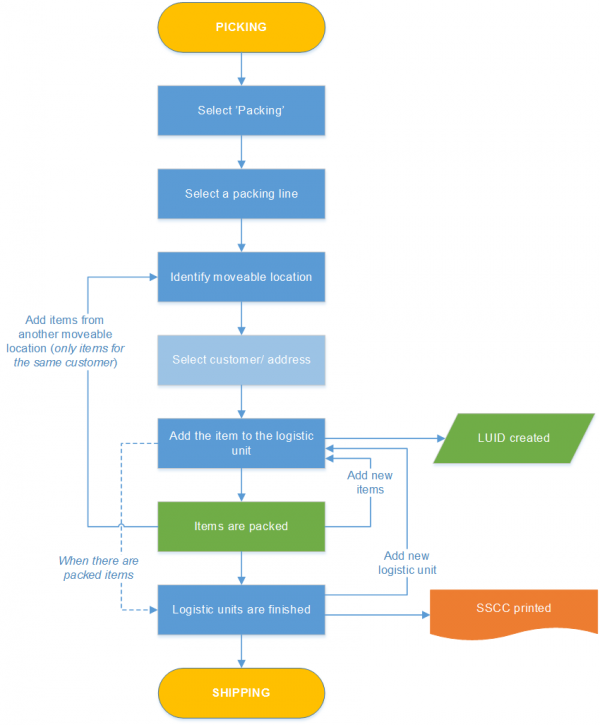 PICKING
Select 'Packing'
Select a packing line
Identify moveable location
Add items from
another moveable
location (only items for
the same customer)
Select customer/ address
Add the item to the logistic
unit
LUID created
Add new
items
Items are packed
When there are
packed items
Add new
logistic unit
Logistic units are finished
SSCC printed
SHIPPING